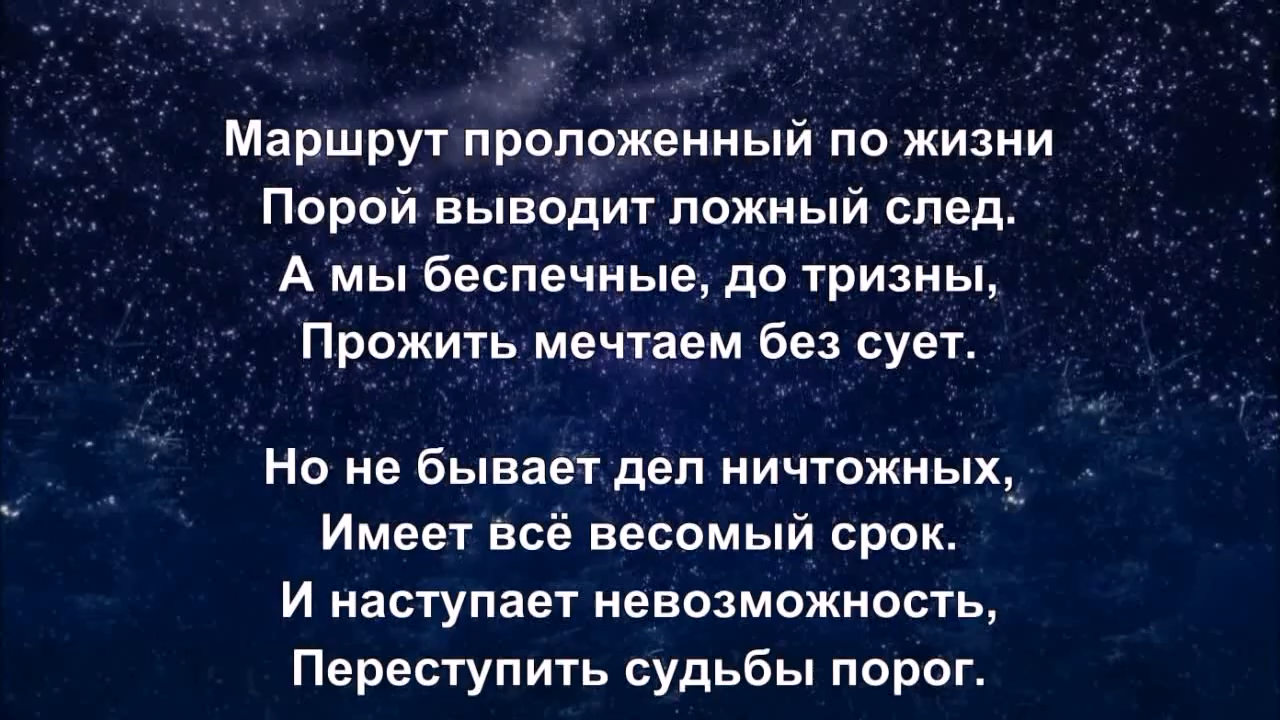 Маршрут проложенный по жизни
Порой выводит ложный след.
А мы беспечные, до тризны,
Прожить мечтаем без сует.
Но не бывает дел ничтожных,
Имеет всё весомый срок.
И наступает невозможность,
Переступить судьбы порог.